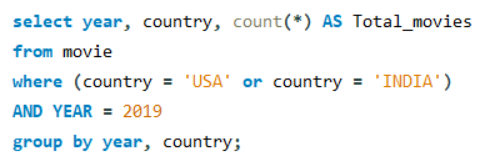 select year, country, count(*) AS Total_movies
from movie
where (country = 'USA' or country = 'INDIA')
AND YEAR = 2019
group by year, country;